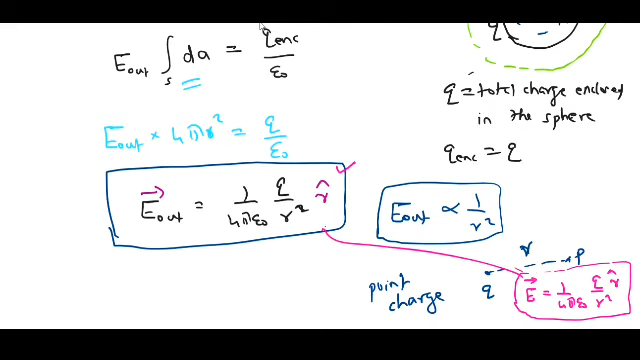 E_out ∫_s da = q_enc/ε₀
q
q = total charge enclosed
in the sphere
E_out × 4πr² = q/ε₀
q_enc = q
E⃗_out = 1/4πε₀ q/r² r̂
E_out ∝ 1/r²
r
p
point
charge
q
E⃗ = 1/4πε₀ q/r² r̂